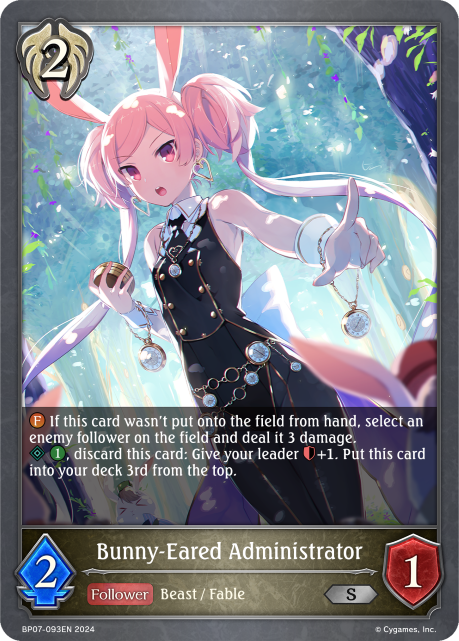 2
F If this card wasn't put onto the field from hand, select an
enemy follower on the field and deal it 3 damage.
1, discard this card: Give your leader +1. Put this card
into your deck 3rd from the top.
Bunny-Eared Administrator
2
Follower Beast / Fable
S
1
BP07-093EN 2024
© Cygames, Inc.